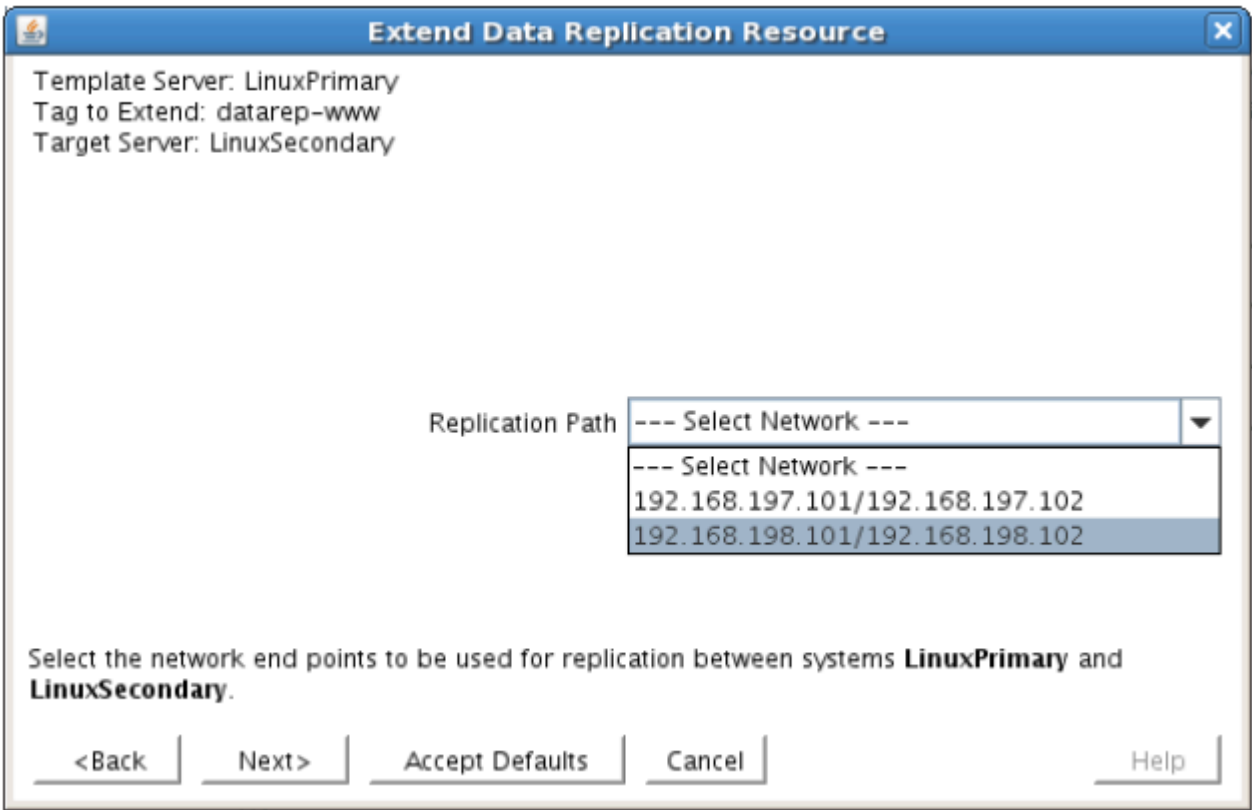 Extend Data Replication Resource
Template Server: LinuxPrimary
Tag to Extend: datarep-www
Target Server: LinuxSecondary
Replication Path --- Select Network ---
--- Select Network ---
192.168.197.101/192.168.197.102
192.168.198.101/192.168.198.102
Select the network end points to be used for replication between systems LinuxPrimary and
LinuxSecondary.
<Back Next> Accept Defaults Cancel Help